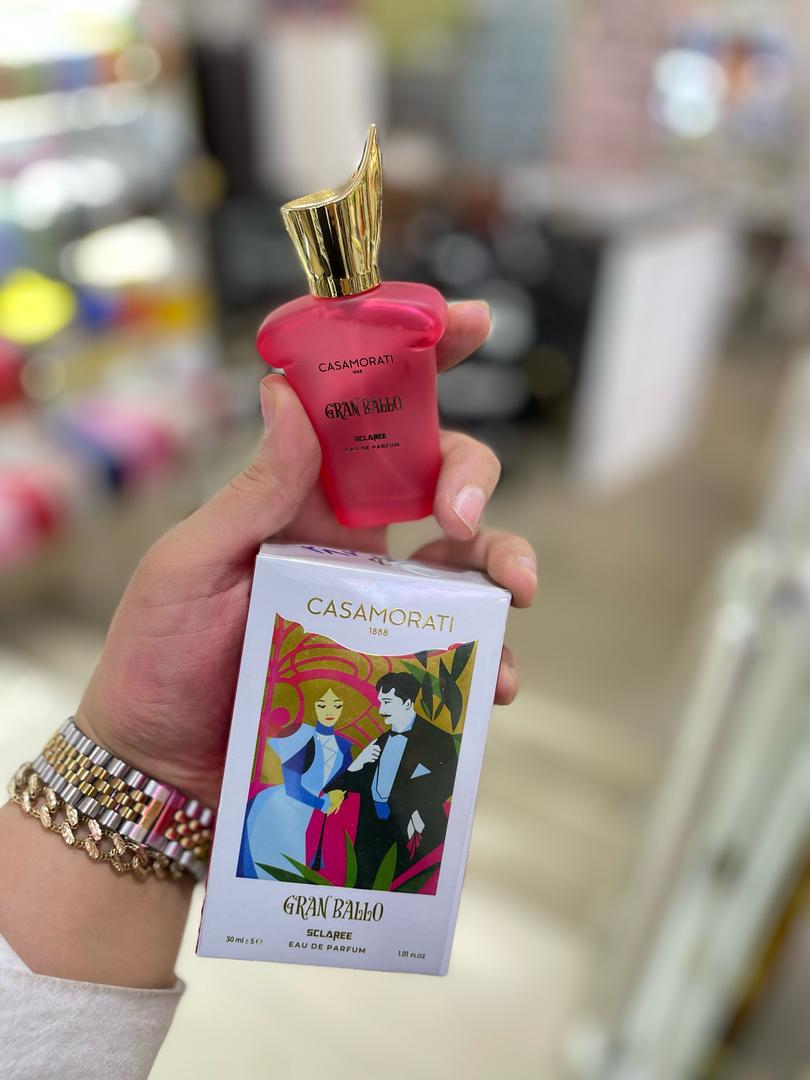 CASAMORATI
1888
GRAN BALLO
SCLAREE
EAU DE PARFUM
CASAMORATI
1888
GRAN BALLO
SCLAREE
30 ml ± 5 ℮
EAU DE PARFUM
1.01 FL OZ